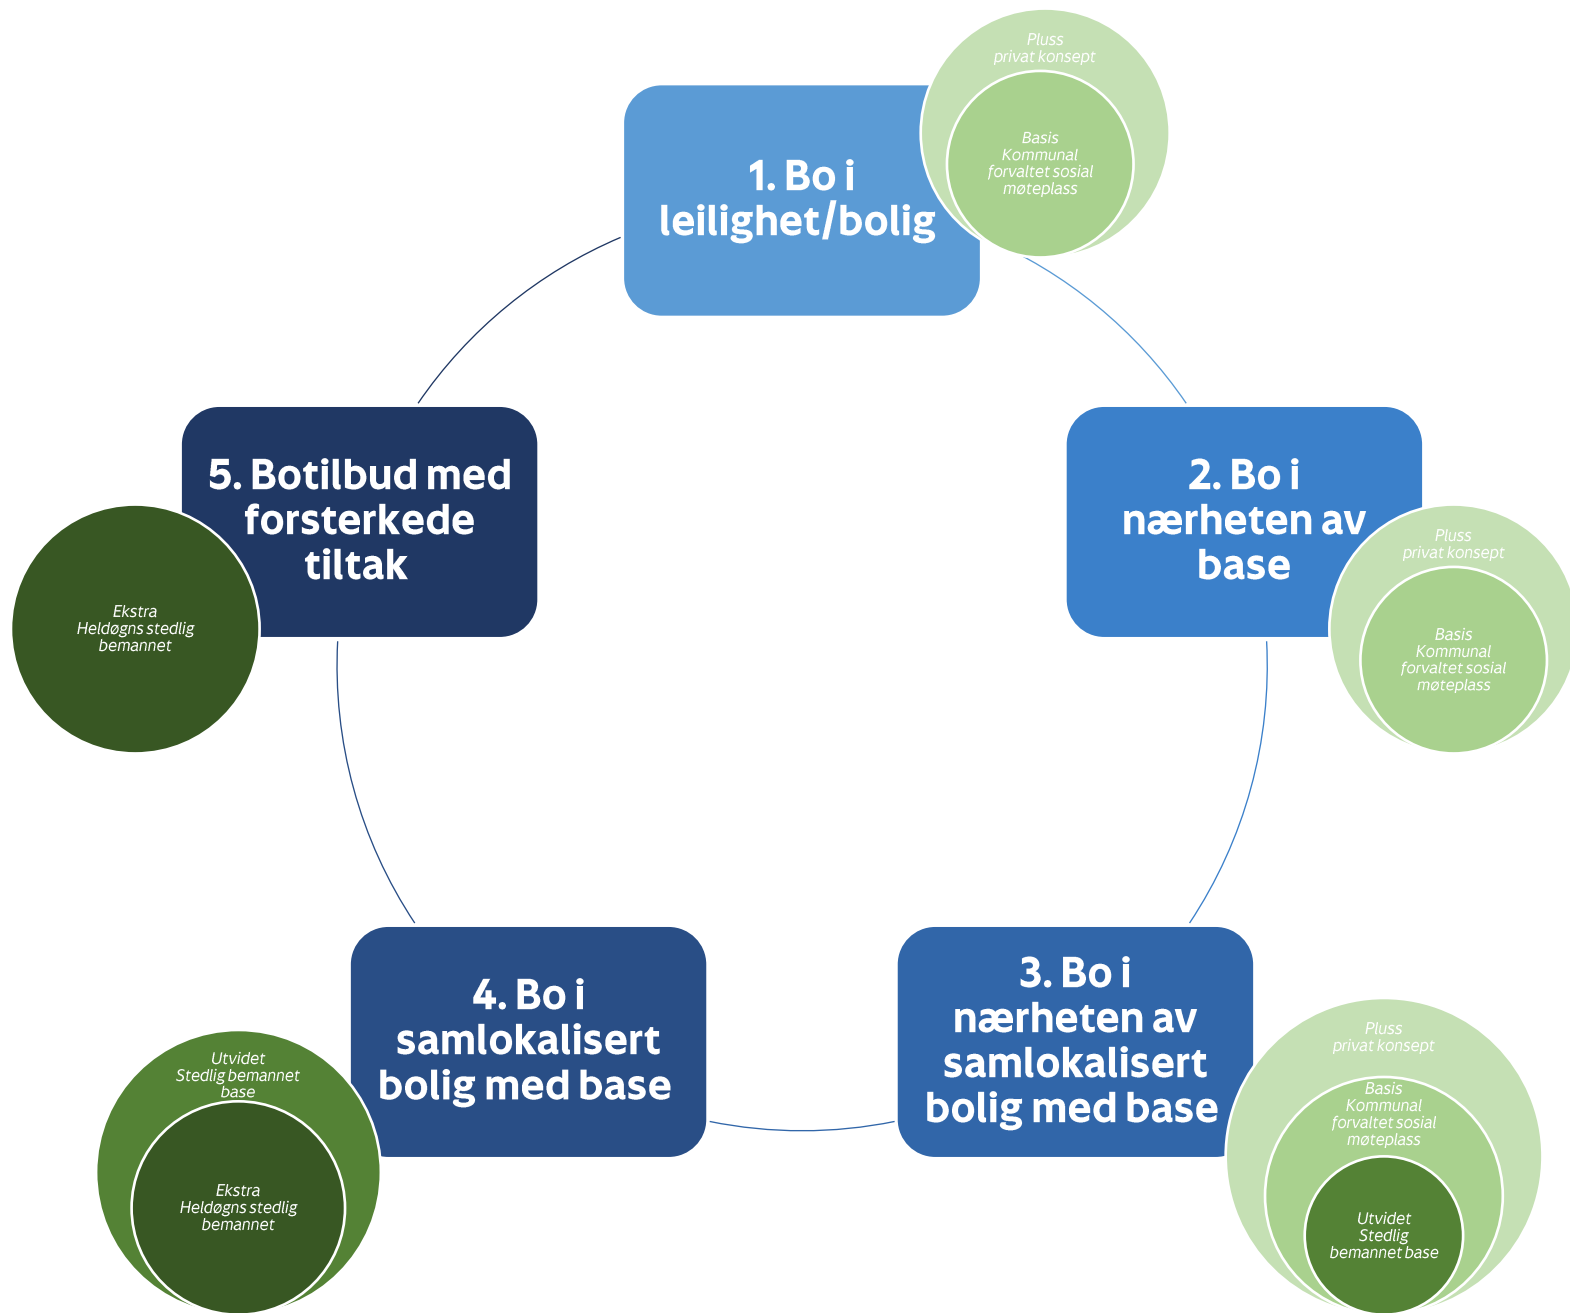 Pluss
privat konsept
Basis
Kommunal
forvaltet sosial
møteplass
1. Bo i
leilighet/bolig
2. Bo i
nærheten av
base
Pluss
privat konsept
Basis
Kommunal
forvaltet sosial
møteplass
3. Bo i
nærheten av
samlokalisert
bolig med base
Pluss
privat konsept
Basis
Kommunal
forvaltet sosial
møteplass
Utvidet
Stedlig
bemannet base
4. Bo i
samlokalisert
bolig med base
Utvidet
Stedlig bemannet
base
Ekstra
Heldøgns stedlig
bemannet
5. Botilbud med
forsterkede
tiltak
Ekstra
Heldøgns stedlig
bemannet